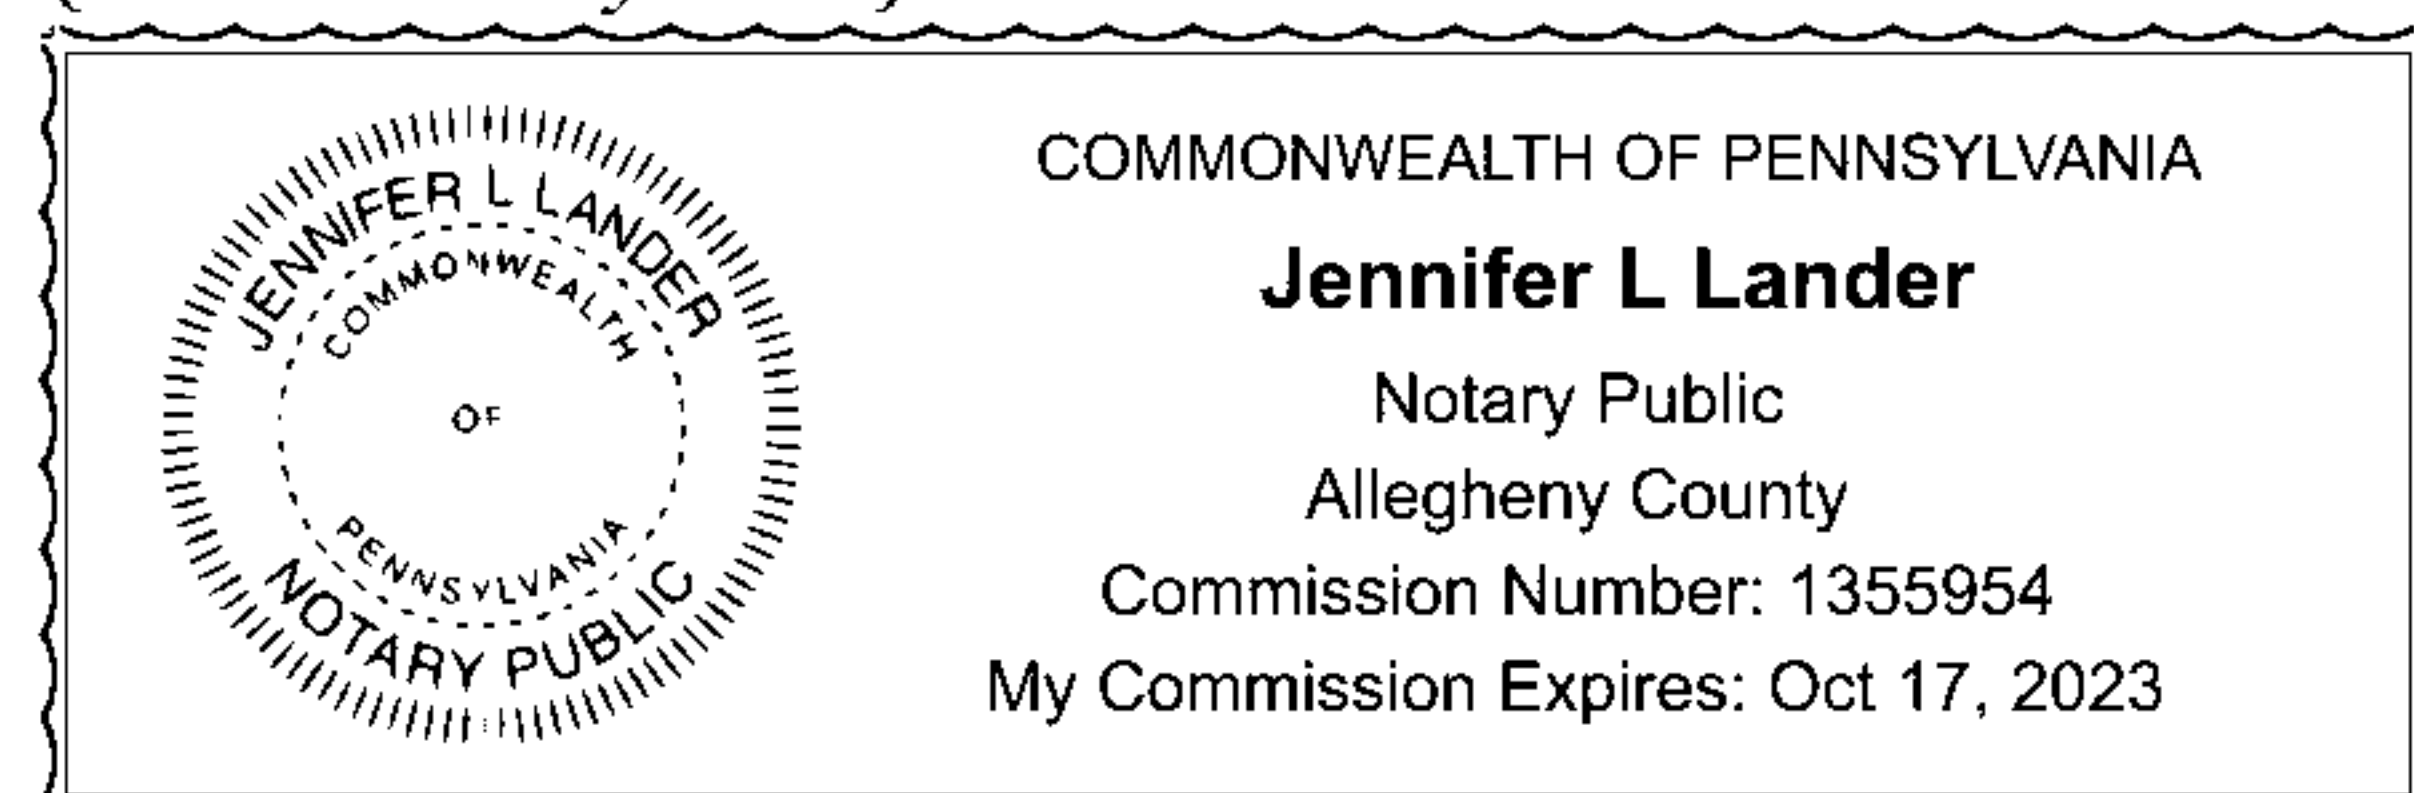 JENNIFER L LANDER
COMMONWEALTH
OF
PENNSYLVANIA
NOTARY PUBLIC
COMMONWEALTH OF PENNSYLVANIA
Jennifer L Lander
Notary Public
Allegheny County
Commission Number: 1355954
My Commission Expires: Oct 17, 2023